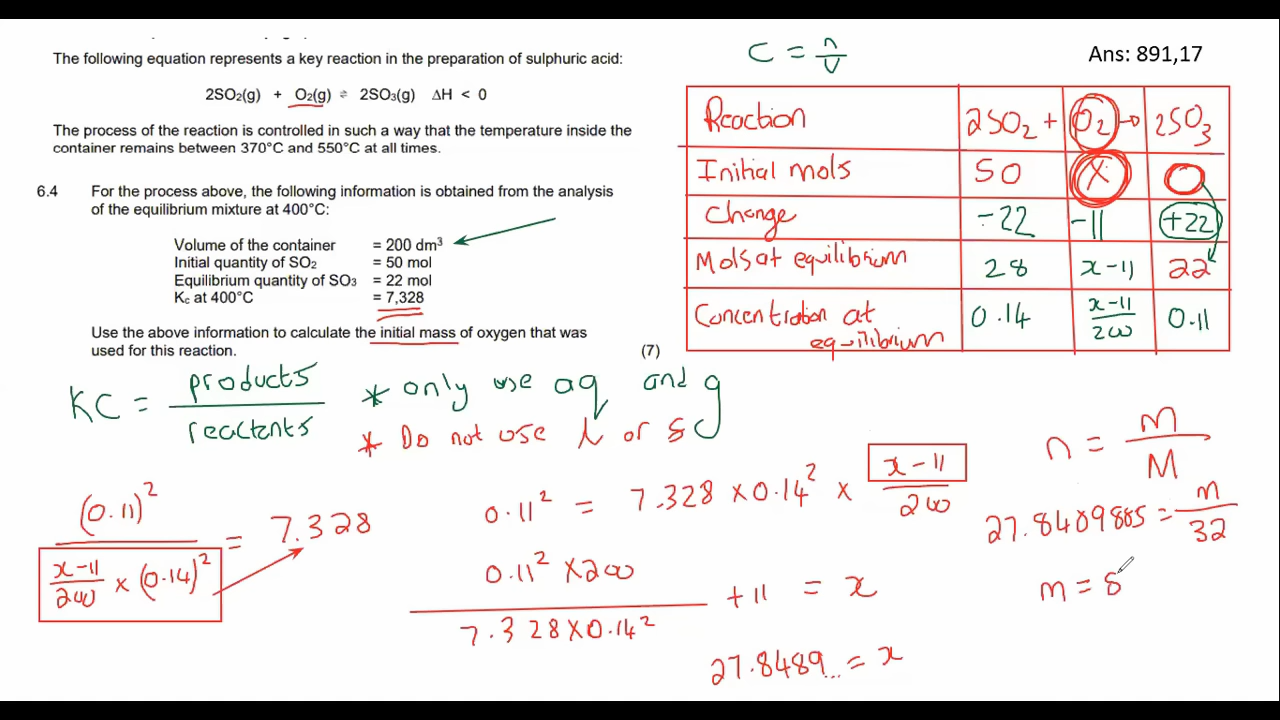 The following equation represents a key reaction in the preparation of sulphuric acid:
2SO₂(g) + O₂(g) ⇌ 2SO₃(g) ΔH < 0
The process of the reaction is controlled in such a way that the temperature inside the
container remains between 370°C and 550°C at all times.
6.4 For the process above, the following information is obtained from the analysis
of the equilibrium mixture at 400°C:
Volume of the container = 200 dm³
Initial quantity of SO₂ = 50 mol
Equilibrium quantity of SO₃ = 22 mol
Kc at 400°C = 7,328
Use the above information to calculate the initial mass of oxygen that was
used for this reaction. (7)
C = n/V
Ans: 891,17
Reaction 2SO₂ + O₂ → 2SO₃
Initial mols 50 x 0
Change -22 -11 +22
Mols at equilibrium 28 x-11 22
Concentration at equilibrium 0.14 x-11/200 0.11
KC = products/reactents
* only use aq and g
* Do not use l or s
(0.11)² / (x-11/200 × (0.14)²) = 7.328
0.11² = 7.328 × 0.14² × x-11/200
0.11² × 200 / 7.328 × 0.14² + 11 = x
27.8489... = x
n = m/M
27.8409885 = m/32
m = 8